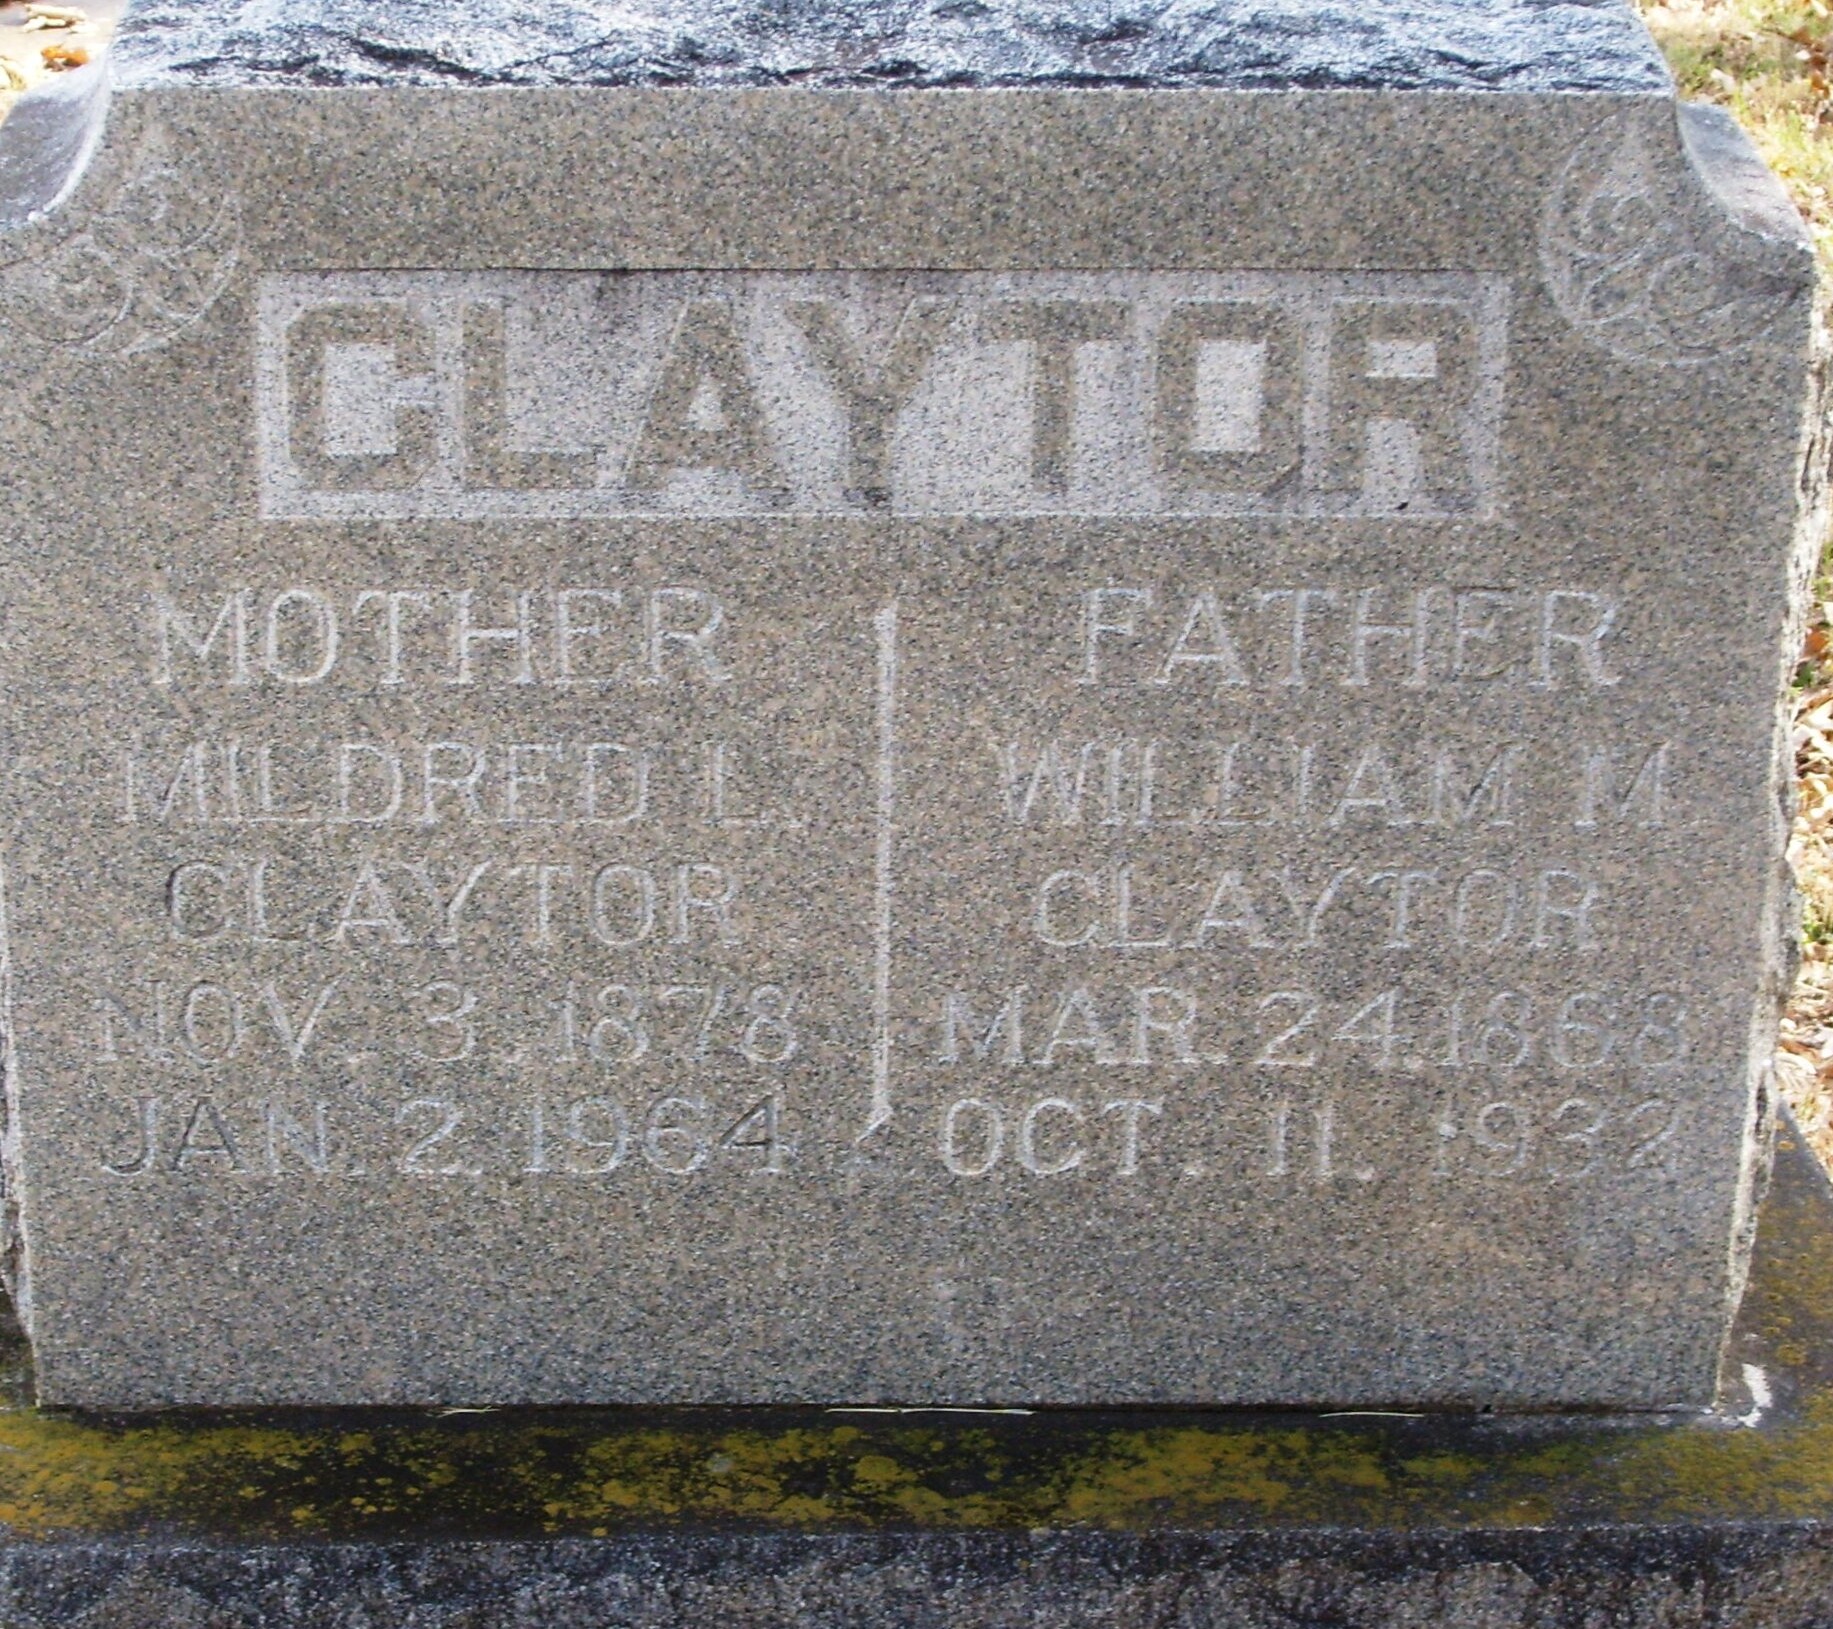 CLAYTOR
MOTHER
MILDRED L.
CLAYTOR
NOV. 3, 1878
JAN. 2, 1964
FATHER
WILLIAM M
CLAYTOR
MAR. 24, 1868
OCT. 11. 1932